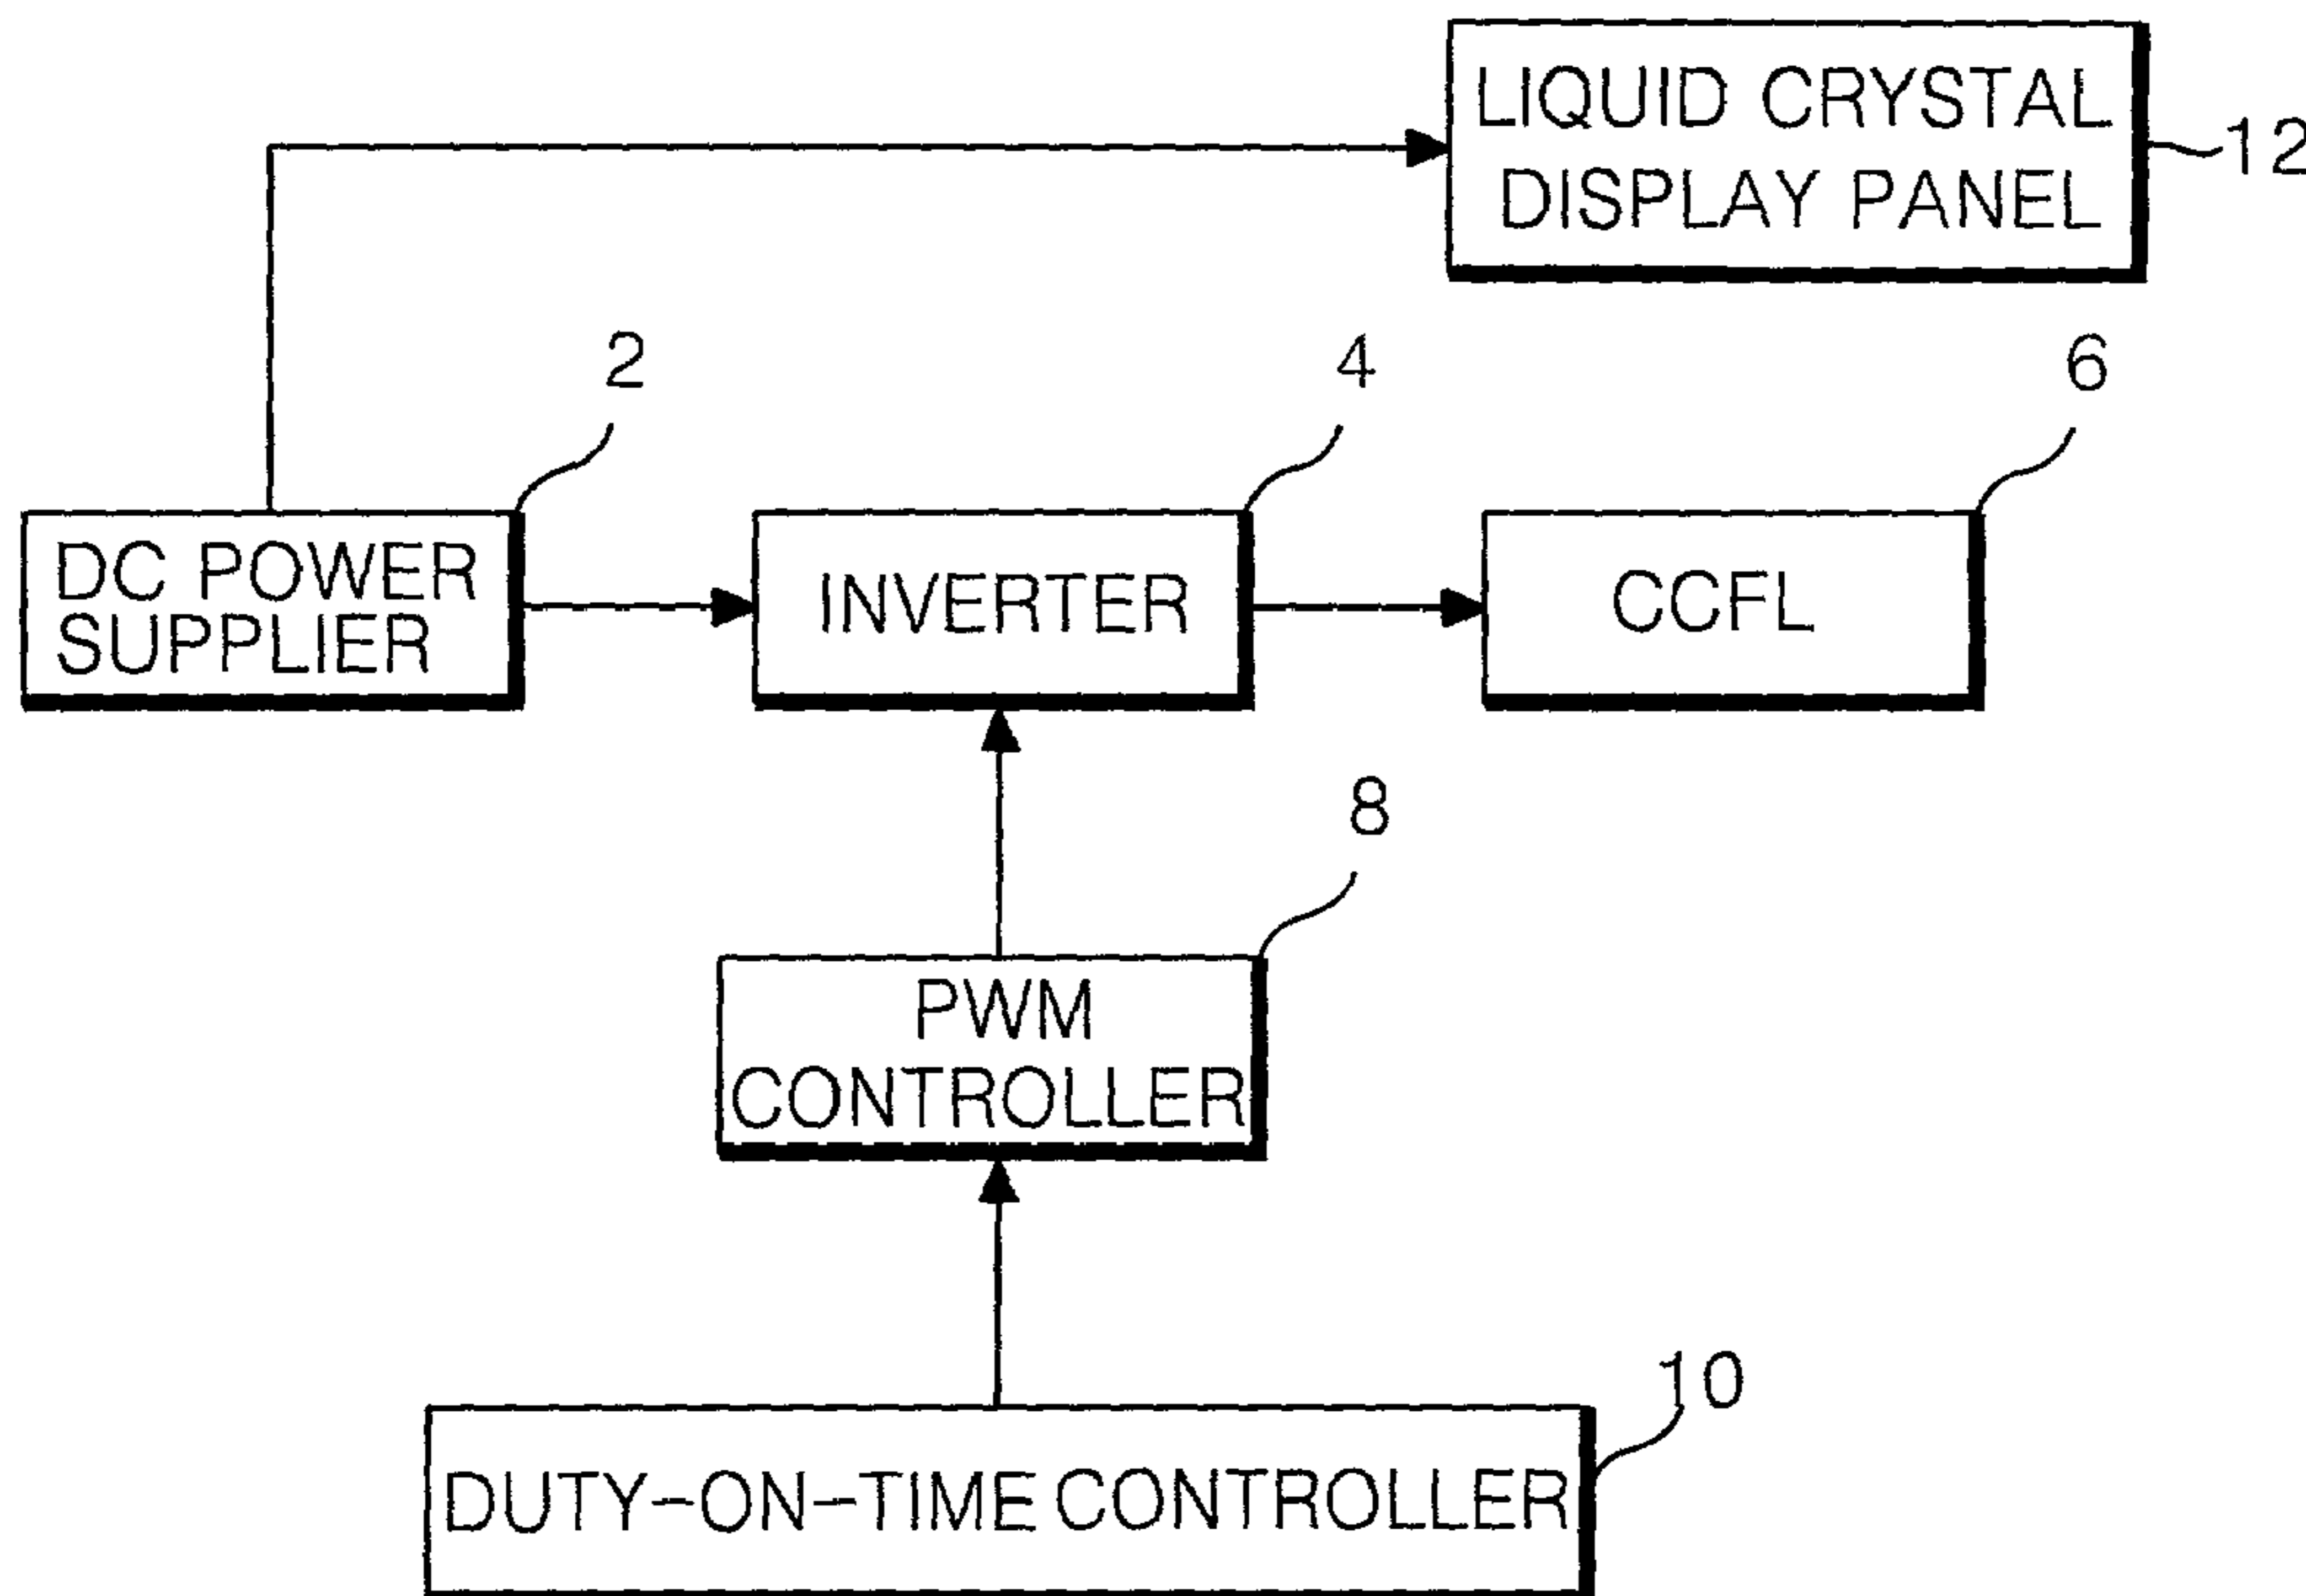 LIQUID CRYSTAL
DISPLAY PANEL
12
2
4
6
DC POWER
SUPPLIER
INVERTER
CCFL
8
PWM
CONTROLLER
10
DUTY-ON-TIME CONTROLLER